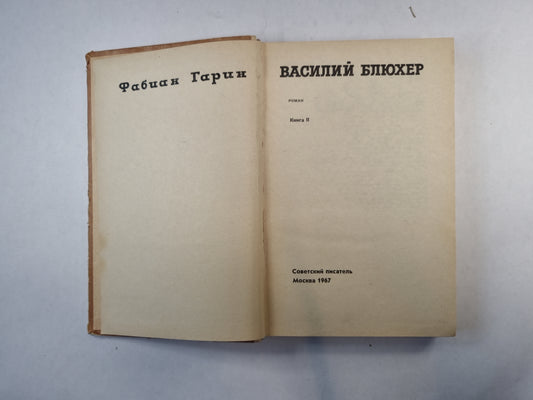 Фабиан Гарин
ВАСИЛИЙ БЛЮХЕР
роман
Книга II
Советский писатель
Москва 1967